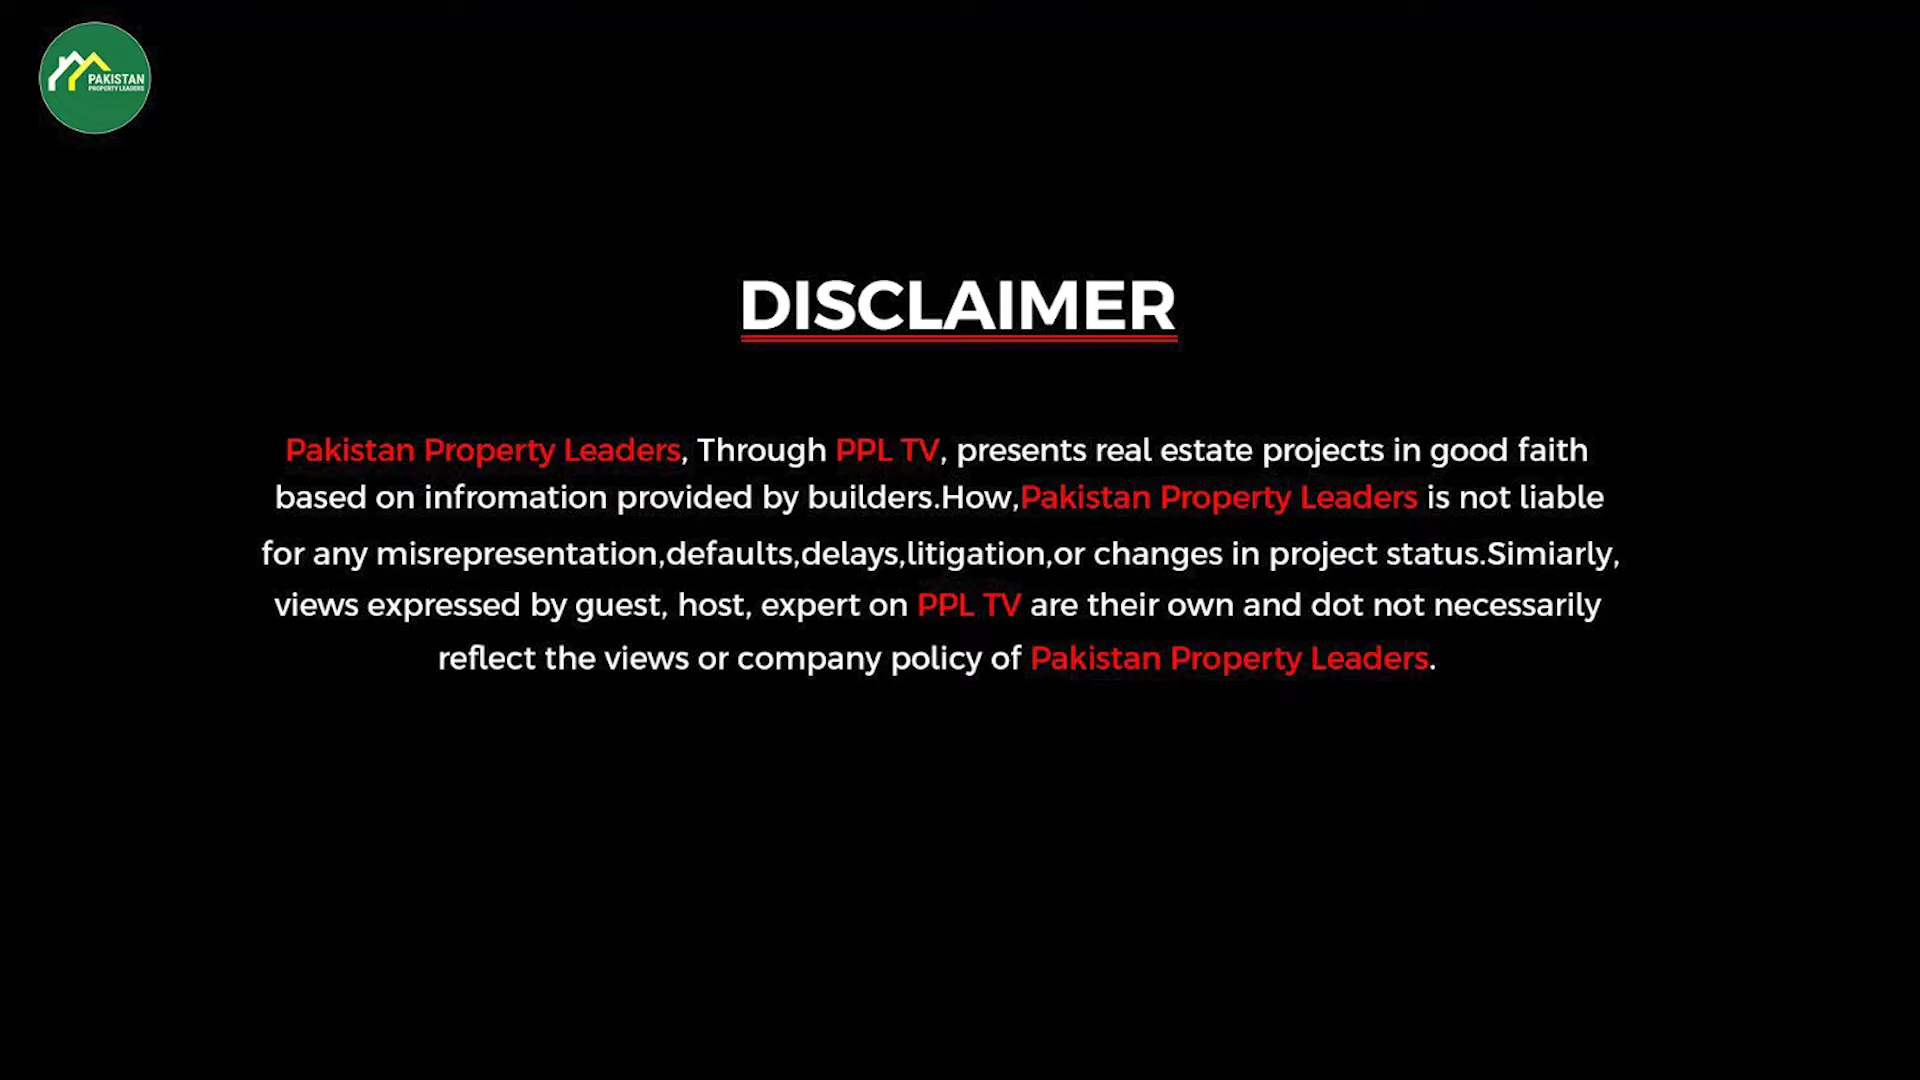 PAKISTAN
PROPERTY LEADERS
DISCLAIMER
Pakistan Property Leaders, Through PPL TV, presents real estate projects in good faith
based on infromation provided by builders.How,Pakistan Property Leaders is not liable
for any misrepresentation,defaults,delays,litigation,or changes in project status.Simiarly,
views expressed by guest, host, expert on PPL TV are their own and dot not necessarily
reflect the views or company policy of Pakistan Property Leaders.